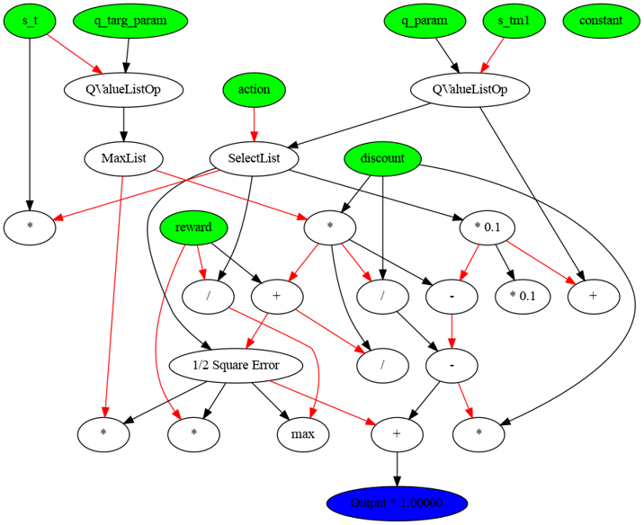 s_t
q_targ_param
q_param
s_tm1
constant
QValueListOp
action
QValueListOp
MaxList
SelectList
discount
*
reward
*
* 0.1
/
+
/
-
* 0.1
+
1/2 Square Error
/
-
*
*
max
+
*
Output * 1.00000